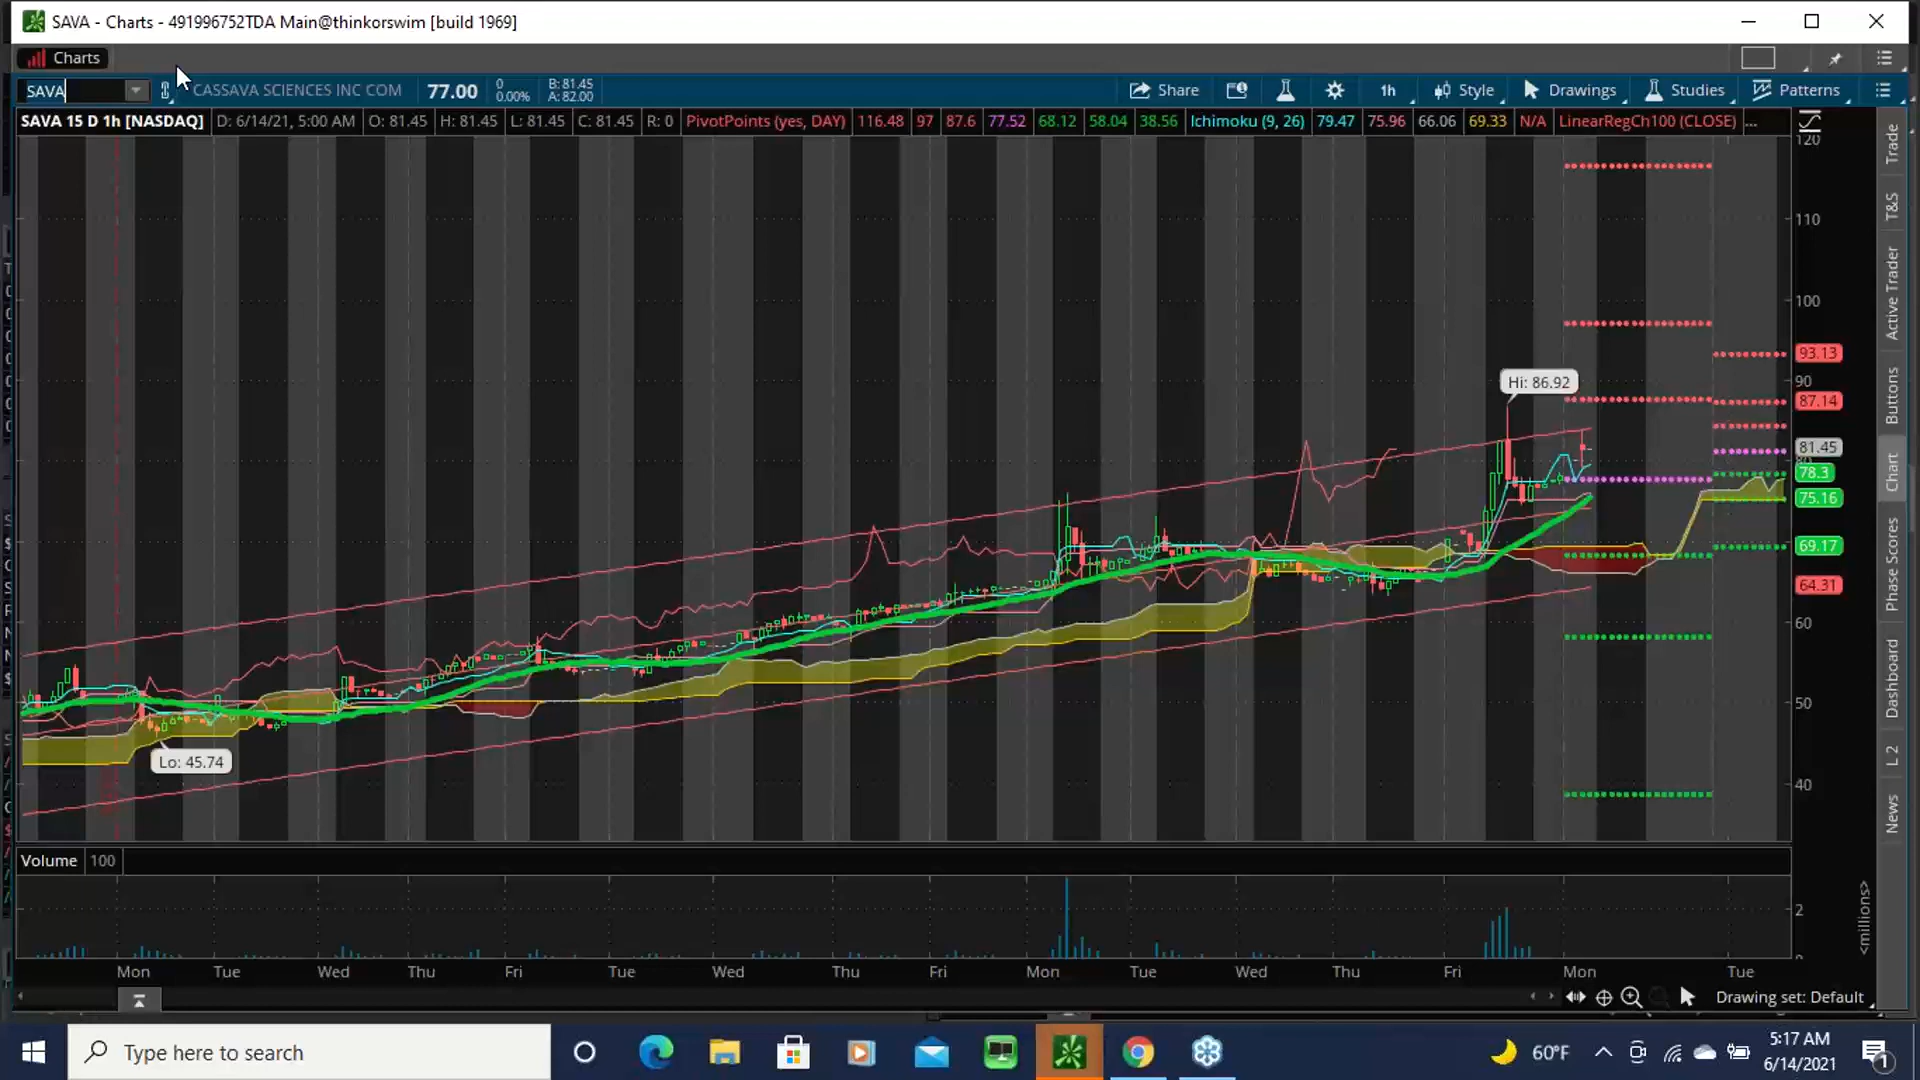 SAVA - Charts - 491996752TDA Main@thinkorswim [build 1969]
Charts
SAVA CASSAVA SCIENCES INC COM 77.00 0 0.00% B: 81.45 A: 82.00 Share 1h Style Drawings Studies Patterns
SAVA 15 D 1h [NASDAQ] D: 6/14/21, 5:00 AM O: 81.45 H: 81.45 L: 81.45 C: 81.45 R: 0 PivotPoints (yes, DAY) 116.48 97 87.6 77.52 68.12 58.04 38.56 Ichimoku (9, 26) 79.47 75.96 66.06 69.33 N/A LinearRegCh100 (CLOSE) ...
120
110
100
93.13
90
87.14
81.45
78.3
75.16
69.17
64.31
60
50
40
Hi: 86.92
Lo: 45.74
Trade
T&S
Active Trader
Buttons
Chart
Phase Scores
Dashboard
L 2
News
Volume 100
2
<millions>
Mon Tue Wed Thu Fri Tue Wed Thu Fri Mon Tue Wed Thu Fri Mon Tue
Drawing set: Default
Type here to search
60°F
5:17 AM
6/14/2021
1